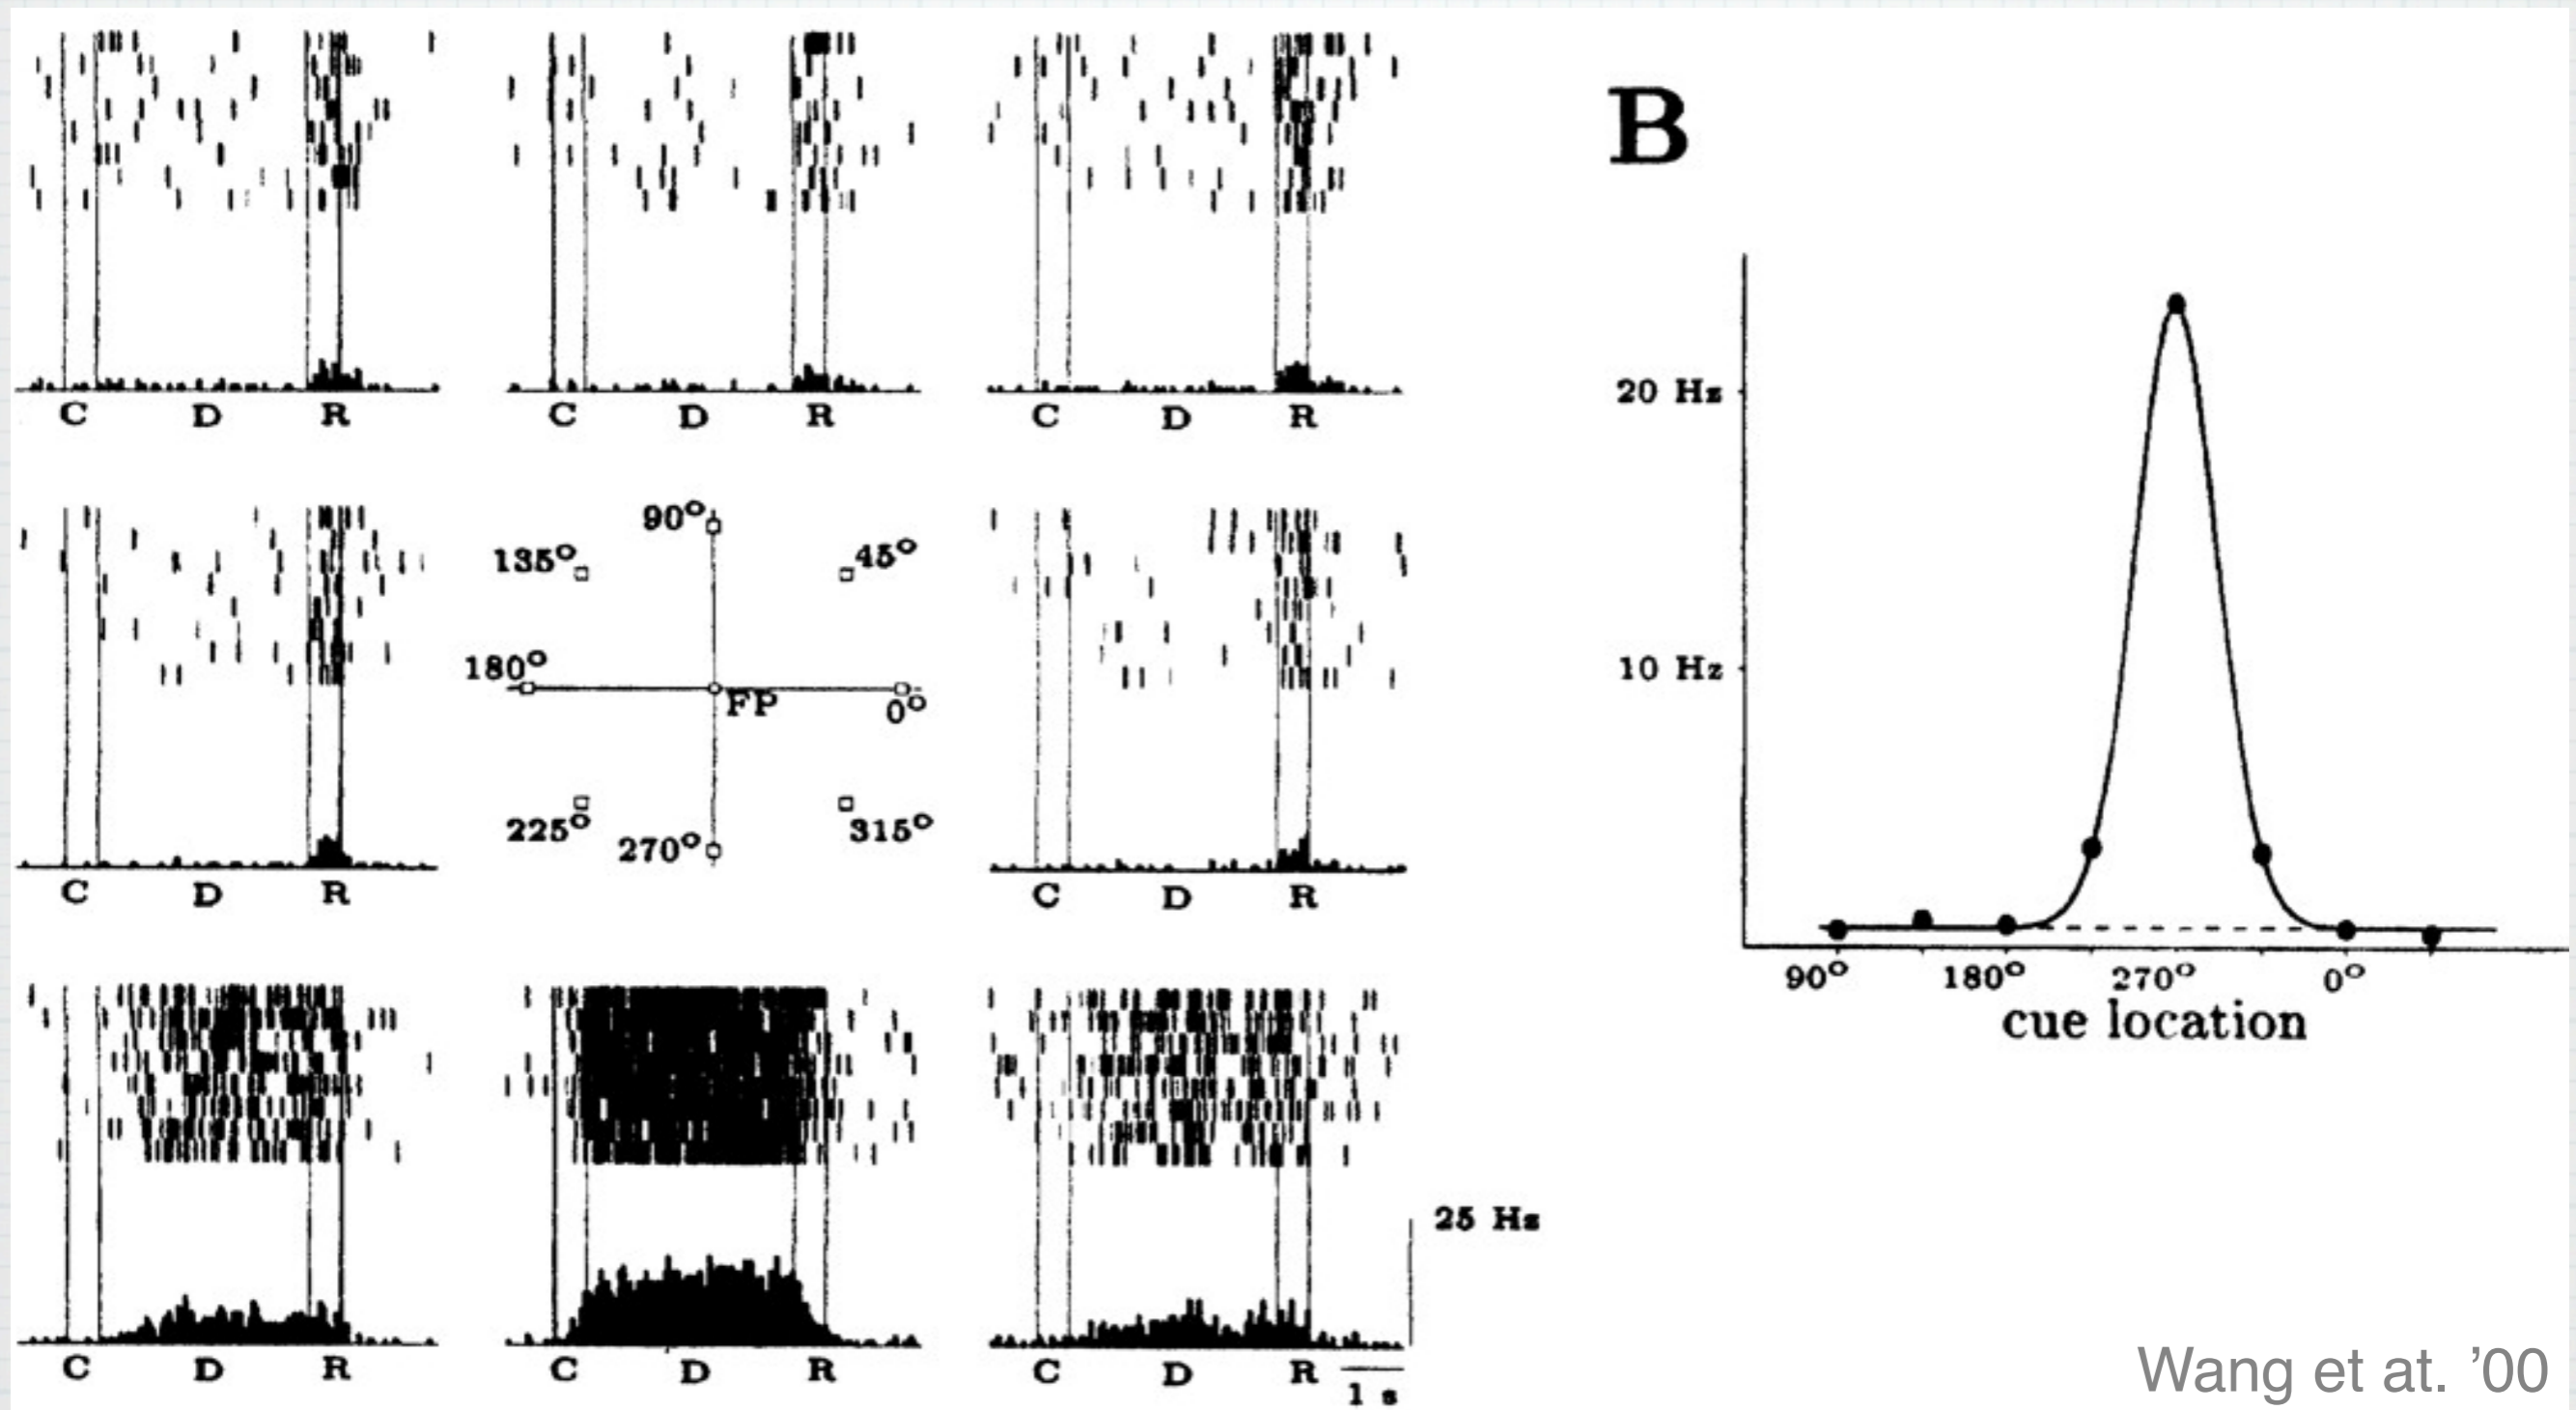 C D R
C D R
C D R
B
20 Hz
10 Hz
90°
135°
45°
180°
FP
0°
225°
315°
270°
C D R
C D R
90° 180° 270° 0°
cue location
25 Hz
C D R
C D R
C D R
1 s
Wang et at. ’00